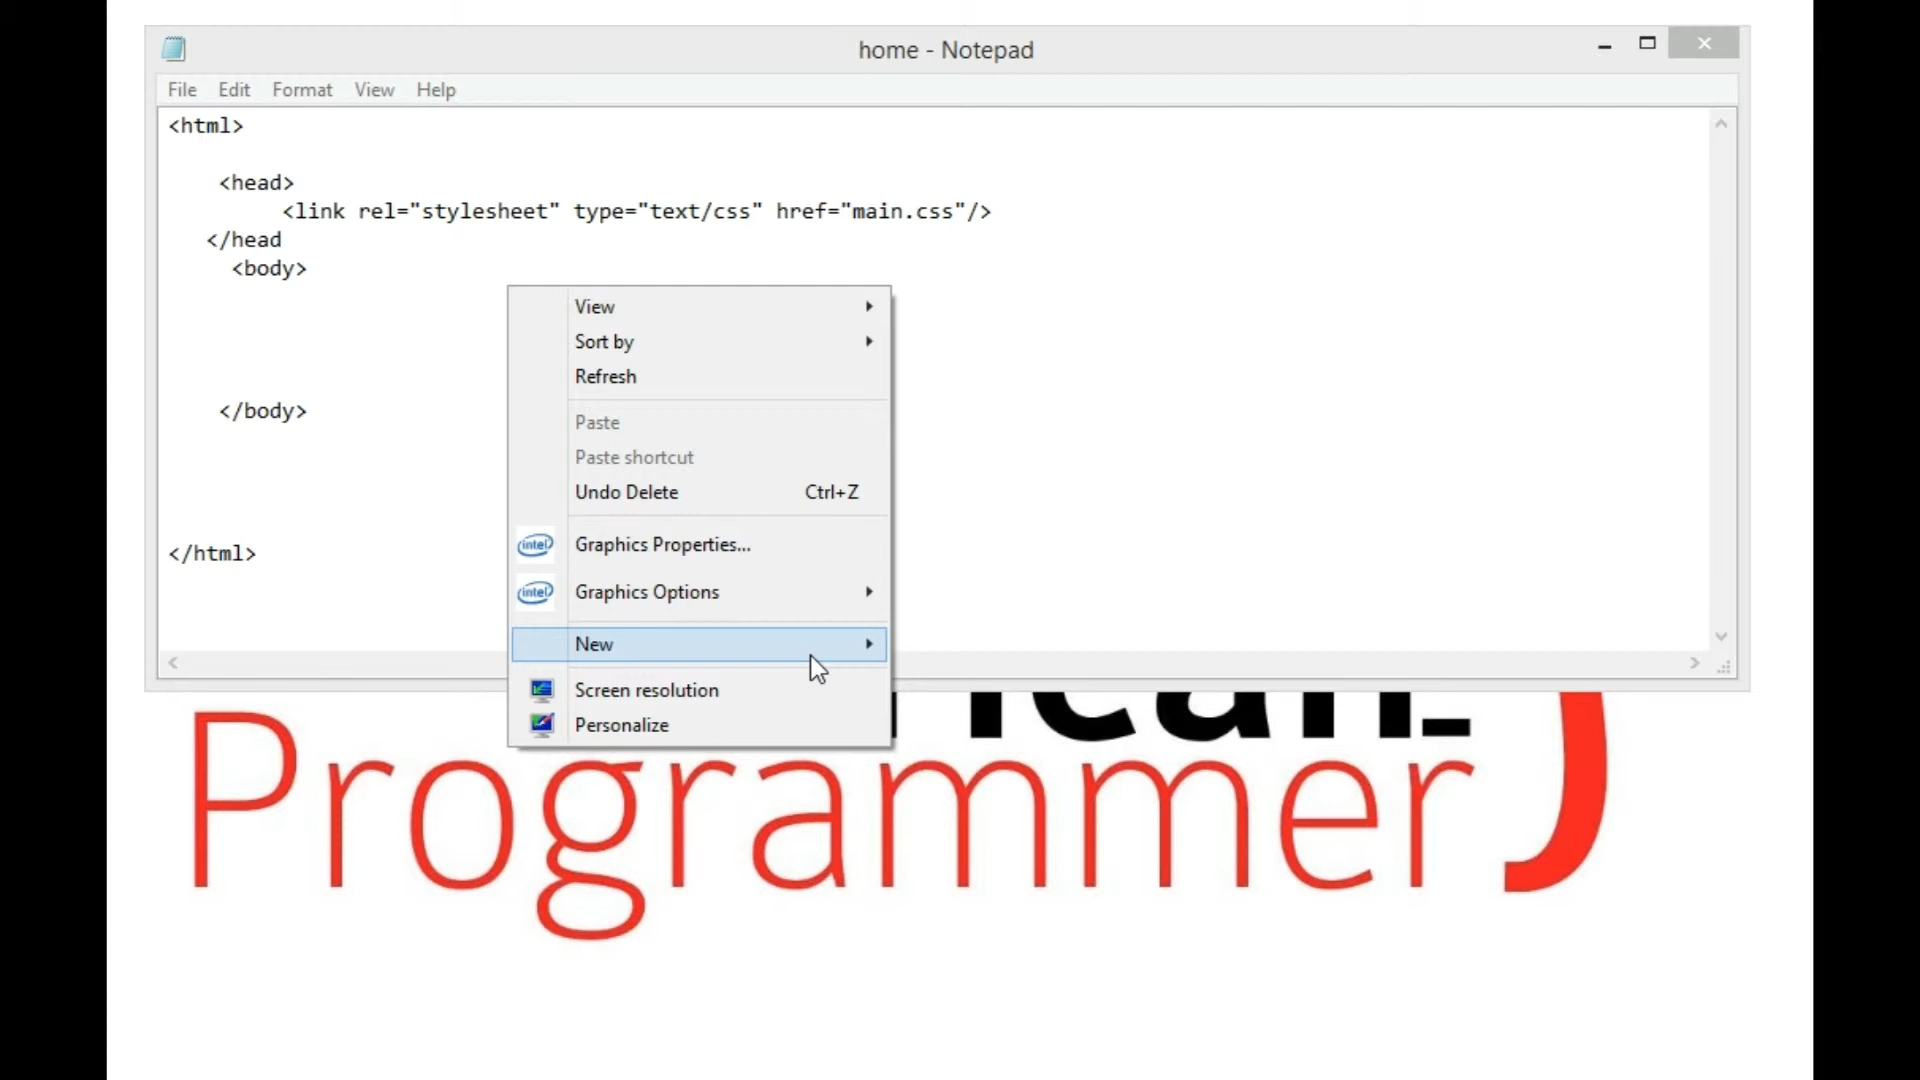 home - Notepad
File Edit Format View Help
<html>
<head>
<link rel="stylesheet" type="text/css" href="main.css"/>
</head
<body>
</body>
</html>
View
Sort by
Refresh
Paste
Paste shortcut
Undo Delete Ctrl+Z
intel Graphics Properties...
intel Graphics Options
New
Screen resolution
Personalize
Programmer